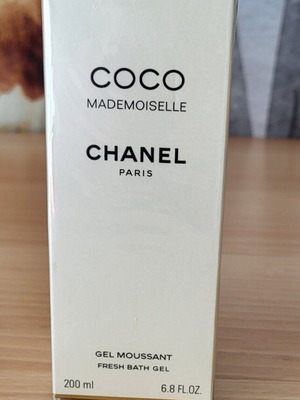 COCO
MADEMOISELLE
CHANEL
PARIS
GEL MOUSSANT
FRESH BATH GEL
200 ml 6.8 FL.OZ.